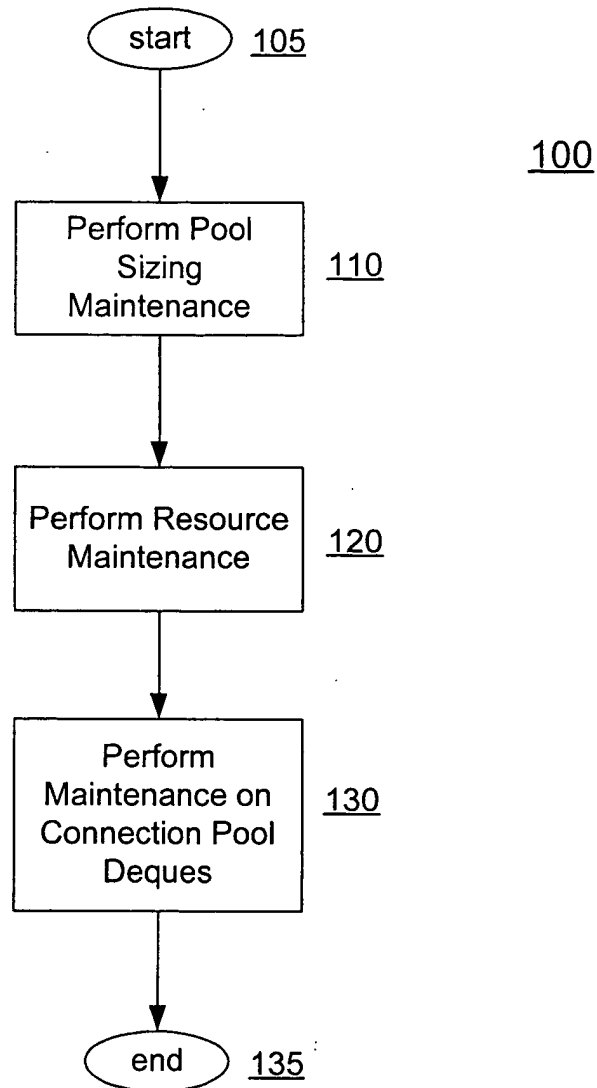 start
105
100
Perform Pool
Sizing
Maintenance
110
Perform Resource
Maintenance
120
Perform
Maintenance on
Connection Pool
Deques
130
end
135